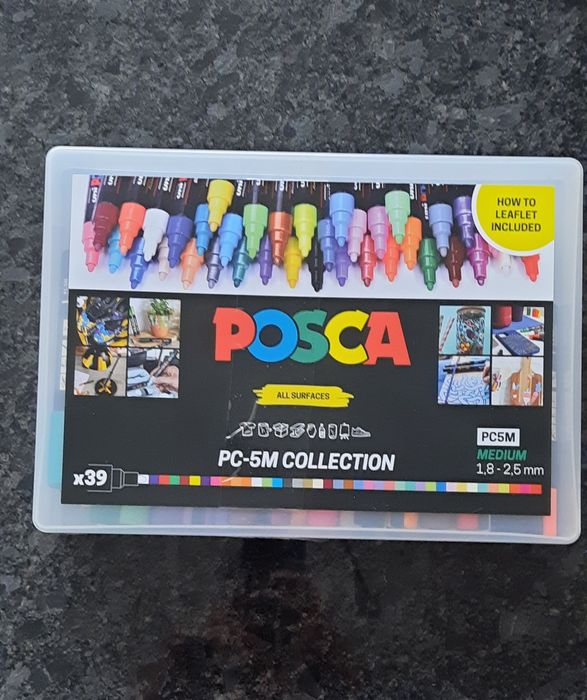 HOW TO
LEAFLET
INCLUDED
POSCA
ALL SURFACES
PC-5M COLLECTION
PC5M
MEDIUM
1,8 - 2,5 mm
x39